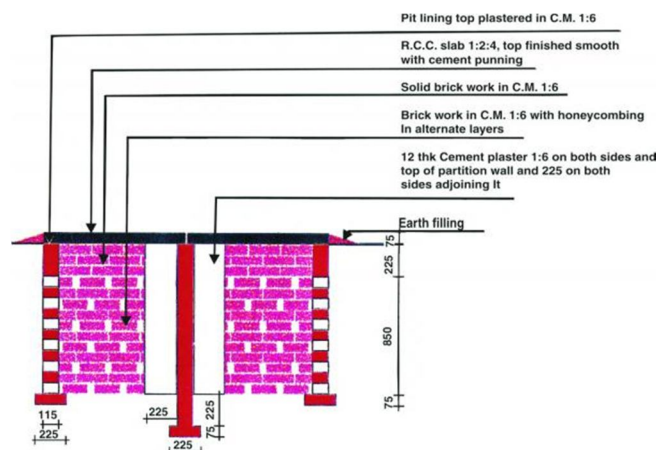 Pit lining top plastered in C.M. 1:6
R.C.C. slab 1:2:4, top finished smooth
with cement punning
Solid brick work in C.M. 1:6
Brick work in C.M. 1:6 with honeycombing
In alternate layers
12 thk Cement plaster 1:6 on both sides and
top of partition wall and 225 on both
sides adjoining It
Earth filling
75
225
850
75
115
225
225
225
75
225